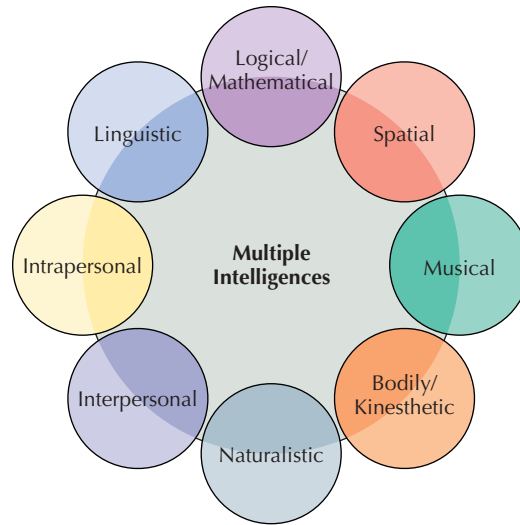 Logical/
Mathematical
Linguistic
Spatial
Intrapersonal
Multiple
Intelligences
Musical
Interpersonal
Bodily/
Kinesthetic
Naturalistic